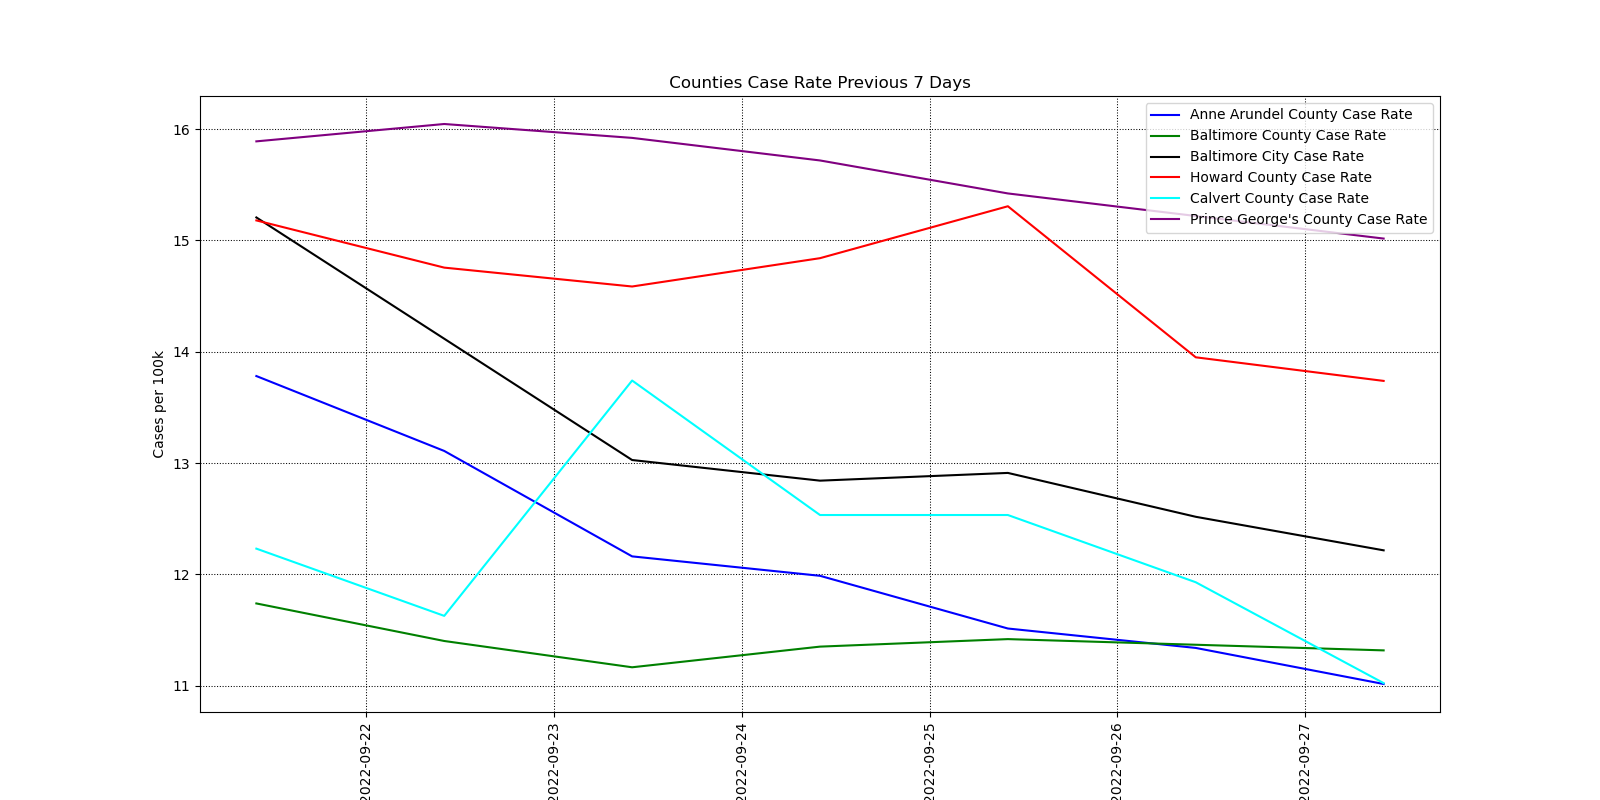 Counties Case Rate Previous 7 Days
Anne Arundel County Case Rate
Baltimore County Case Rate
Baltimore City Case Rate
Howard County Case Rate
Calvert County Case Rate
Prince George's County Case Rate
Cases per 100k
16
15
14
13
12
11
2022-09-22
2022-09-23
2022-09-24
2022-09-25
2022-09-26
2022-09-27